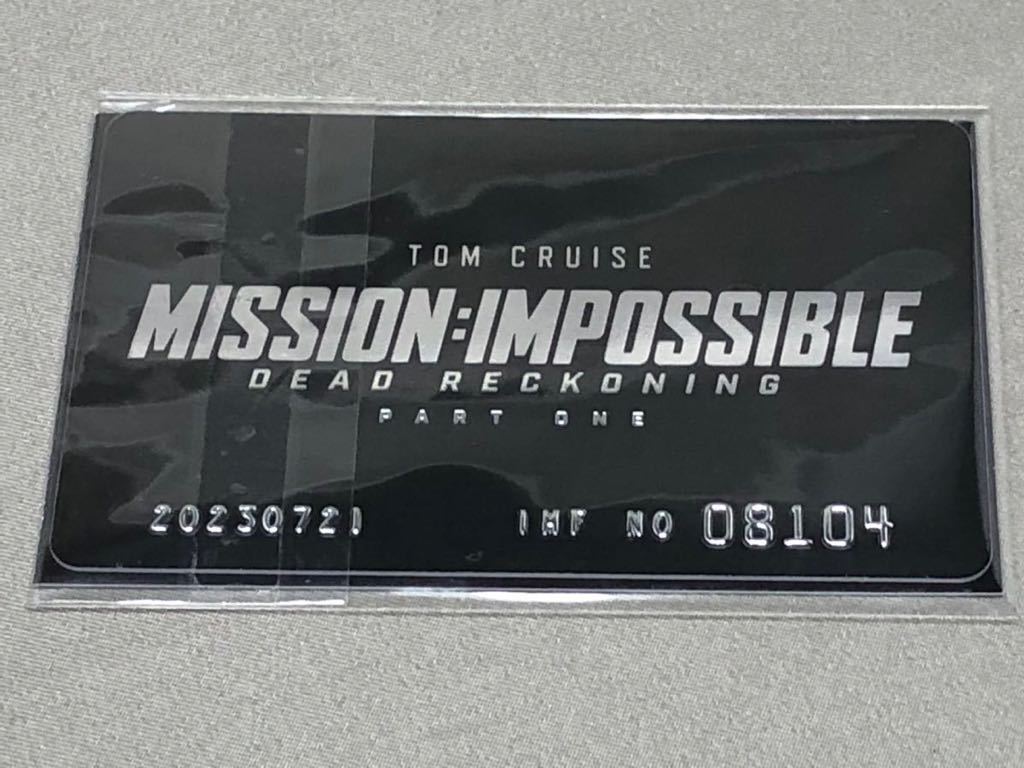 TOM CRUISE
MISSION:IMPOSSIBLE
DEAD RECKONING
PART ONE
20230721 IMF NO 08104